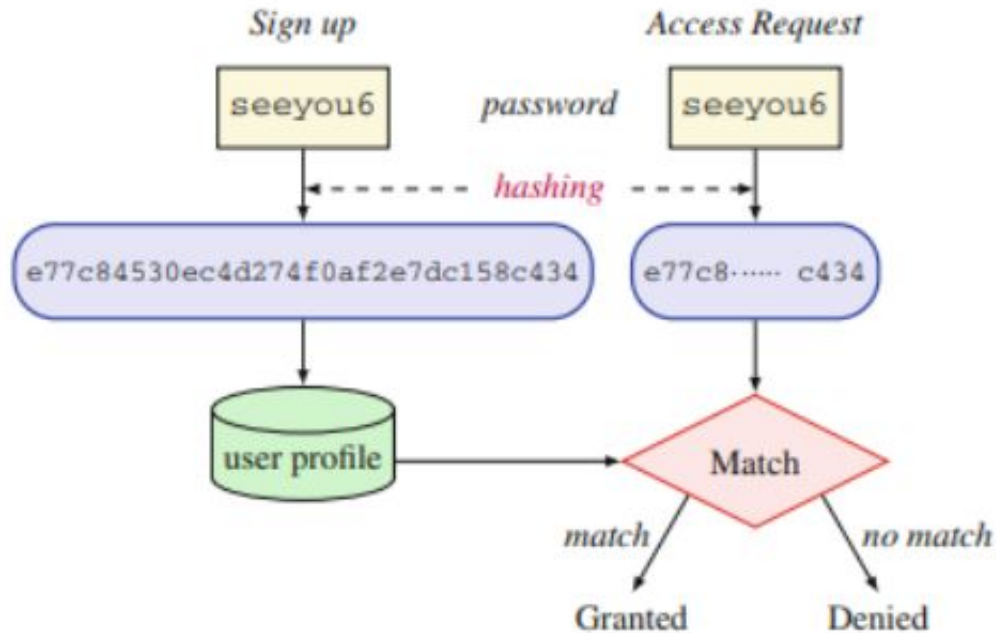 Sign up
Access Request
seeyou6
password
seeyou6
hashing
e77c84530ec4d274f0af2e7dc158c434
e77c8······ c434
user profile
Match
match
no match
Granted
Denied